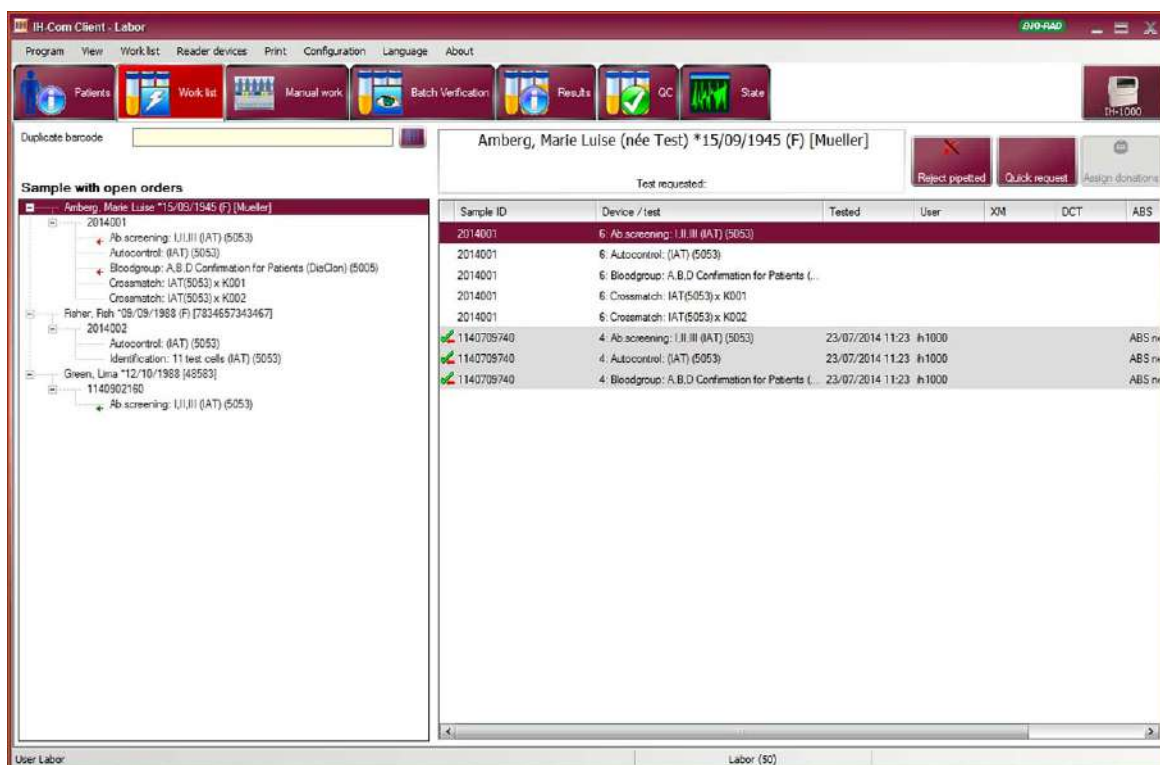 IH-Com Client - Labor
BIO-RAD
Program View Work list Reader devices Print Configuration Language About
Patients Work list Manual work Batch Verification Results QC State
IH-1000
Duplicate barcode
Amberg, Marie Luise (née Test) *15/09/1945 (F) [Mueller]
Test requested:
Reject pipetted Quick request Assign donations
Sample with open orders
Amberg, Marie Luise *15/09/1945 (F) [Mueller]
2014001
Ab.screening: I,II,III (IAT) (5053)
Autocontrol: (IAT) (5053)
Bloodgroup: A,B,D Confirmation for Patients (DiaClon) (5005)
Crossmatch: IAT(5053) x K001
Crossmatch: IAT(5053) x K002
Fisher, Fish *09/09/1988 (F) [7834657343467]
2014002
Autocontrol: (IAT) (5053)
Identification: 11 test cells (IAT) (5053)
Green, Lima *12/10/1988 [48583]
1140902160
Ab.screening: I,II,III (IAT) (5053)
Sample ID Device / test Tested User XM DCT ABS
2014001 6: Ab.screening: I,II,III (IAT) (5053)
2014001 6: Autocontrol: (IAT) (5053)
2014001 6: Bloodgroup: A,B,D Confirmation for Patients (...
2014001 6: Crossmatch: IAT(5053) x K001
2014001 6: Crossmatch: IAT(5053) x K002
1140709740 4: Ab.screening: I,II,III (IAT) (5053) 23/07/2014 11:23 ih1000 ABS ne
1140709740 4: Autocontrol: (IAT) (5053) 23/07/2014 11:23 ih1000 ABS ne
1140709740 4: Bloodgroup: A,B,D Confirmation for Patients (... 23/07/2014 11:23 ih1000 ABS ne
User Labor
Labor (50)